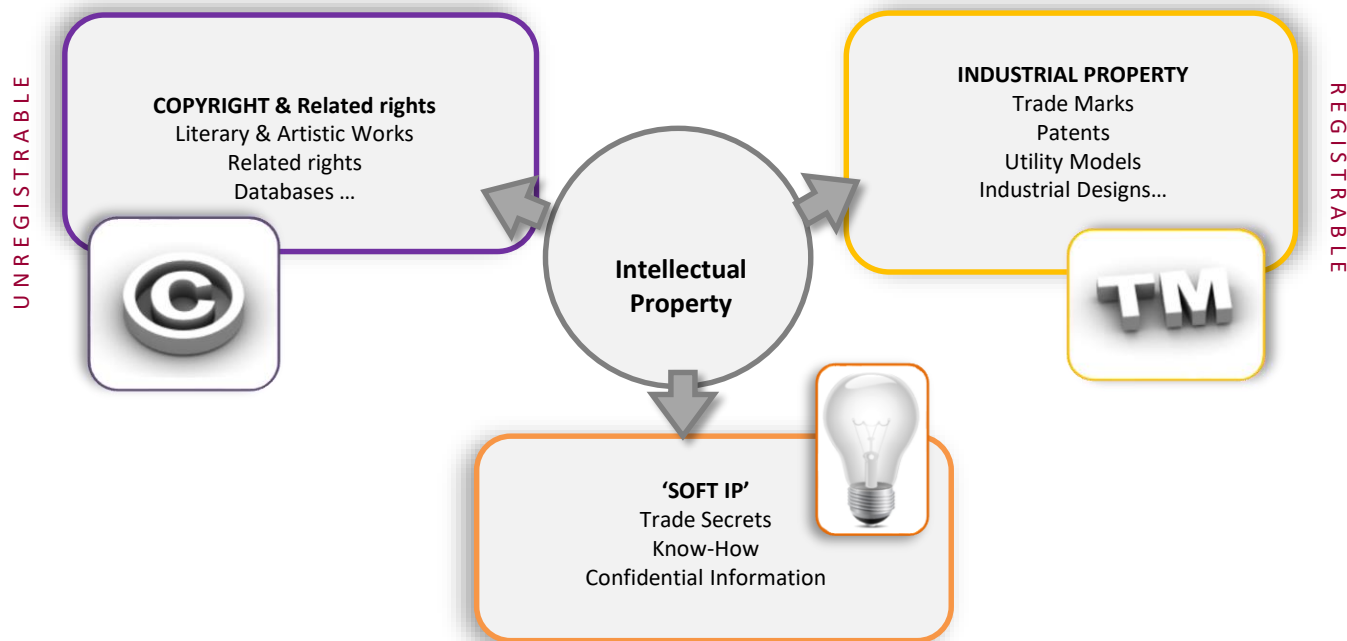 UNREGISTRABLE
COPYRIGHT & Related rights
Literary & Artistic Works
Related rights
Databases …
©
INDUSTRIAL PROPERTY
Trade Marks
Patents
Utility Models
Industrial Designs…
TM
REGISTRABLE
Intellectual
Property
‘SOFT IP’
Trade Secrets
Know-How
Confidential Information